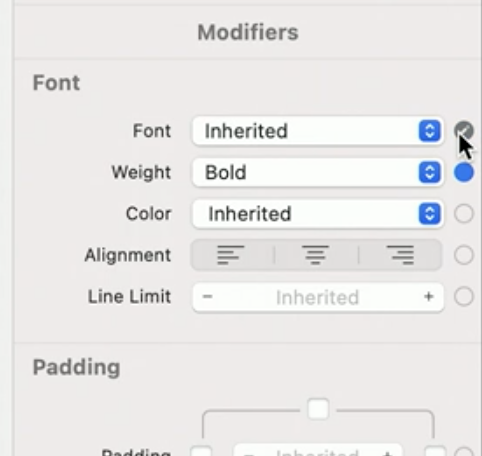 Modifiers
Font
Font Inherited
Weight Bold
Color Inherited
Alignment
Line Limit − Inherited +
Padding
Padding − Inherited +